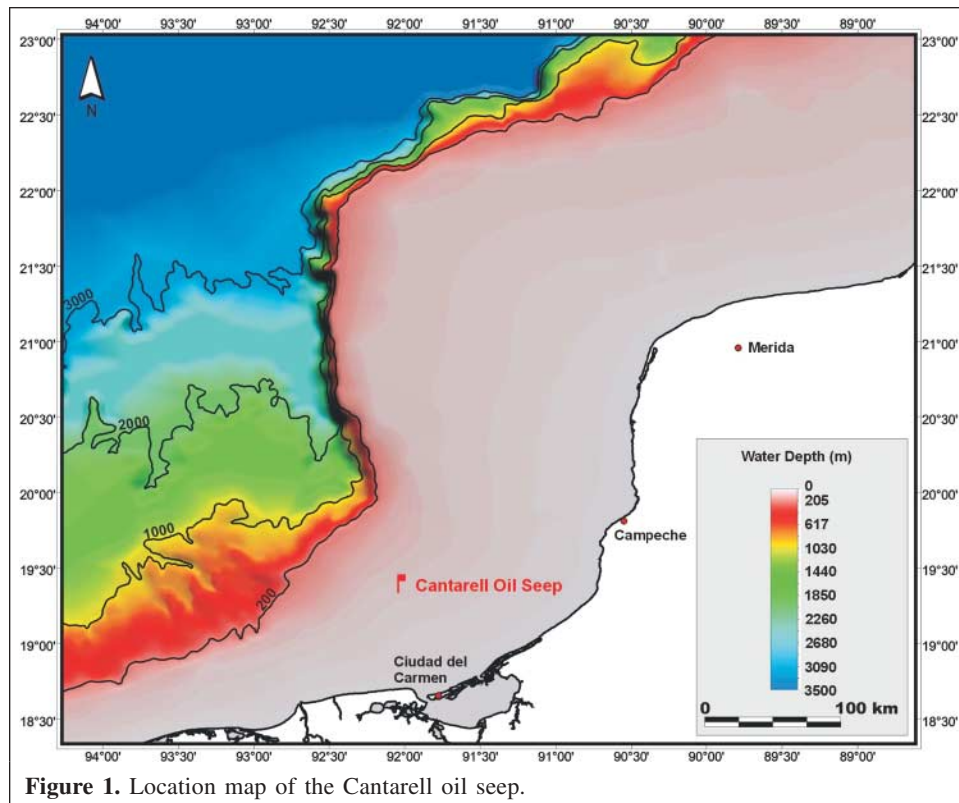 94°00' 93°30' 93°00' 92°30' 92°00' 91°30' 91°00' 90°30' 90°00' 89°30' 89°00'
23°00' 23°00'
N
22°30' 22°30'
22°00' 22°00'
21°30' 21°30'
3000
21°00' 21°00'
Merida
20°30' 20°30'
2000
Water Depth (m)
0
205
617
1030
1440
1850
2260
2680
3090
3500
0 100 km
20°00' 20°00'
1000
Campeche
19°30' 19°30'
Cantarell Oil Seep
200
19°00' 19°00'
Ciudad del
Carmen
18°30' 18°30'
94°00' 93°30' 93°00' 92°30' 92°00' 91°30' 91°00' 90°30' 90°00' 89°30' 89°00'
Figure 1. Location map of the Cantarell oil seep.